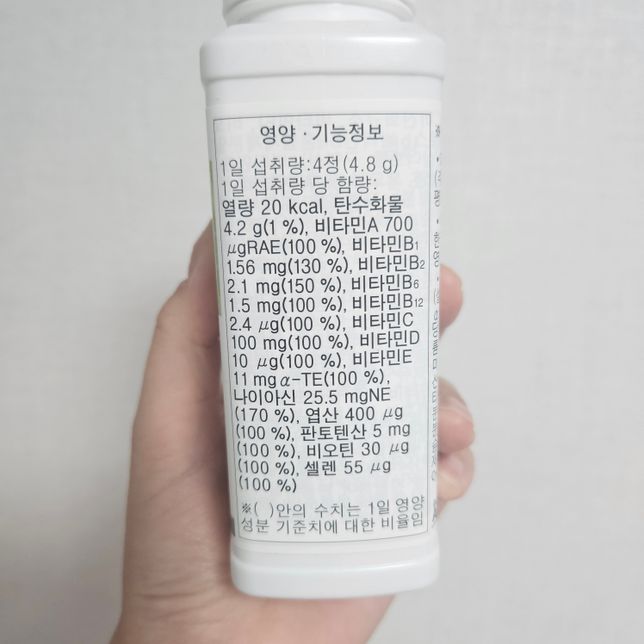 영양 · 기능정보
1일 섭취량:4정(4.8 g)
1일 섭취량 당 함량:
열량 20 kcal, 탄수화물
4.2 g(1 %), 비타민A 700
μgRAE(100 %), 비타민B1
1.56 mg(130 %), 비타민B2
2.1 mg(150 %), 비타민B6
1.5 mg(100 %), 비타민B12
2.4 μg(100 %), 비타민C
100 mg(100 %), 비타민D
10 μg(100 %), 비타민E
11 mg α-TE(100 %),
나이아신 25.5 mgNE
(170 %), 엽산 400 μg
(100 %), 판토텐산 5 mg
(100 %), 비오틴 30 μg
(100 %), 셀렌 55 μg
(100 %)
※( )안의 수치는 1일 영양
성분 기준치에 대한 비율임